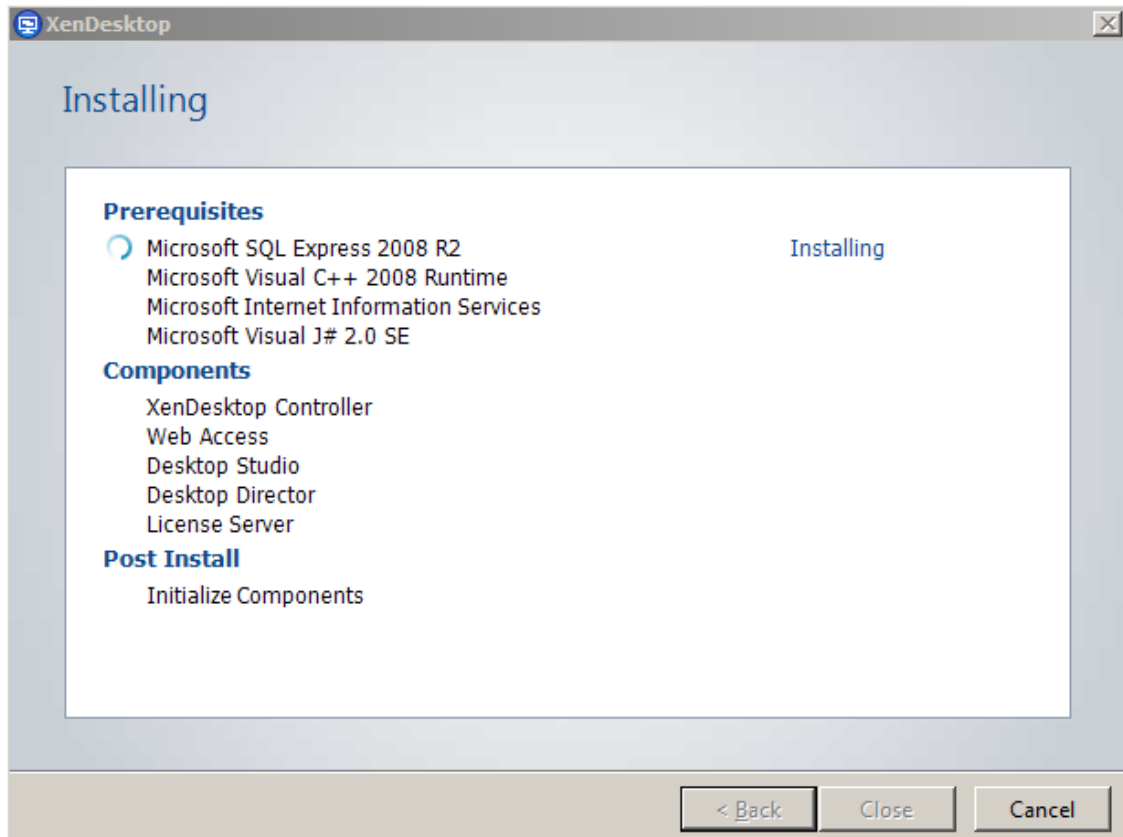 XenDesktop
Installing
Prerequisites
Microsoft SQL Express 2008 R2 Installing
Microsoft Visual C++ 2008 Runtime
Microsoft Internet Information Services
Microsoft Visual J# 2.0 SE
Components
XenDesktop Controller
Web Access
Desktop Studio
Desktop Director
License Server
Post Install
Initialize Components
< Back Close Cancel